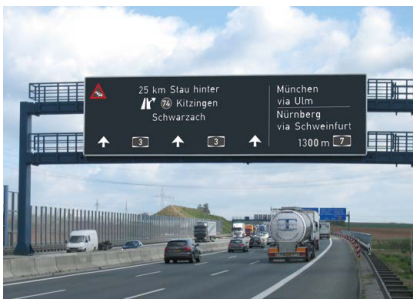 25 km Stau hinter
74 Kitzingen
Schwarzach
3
3
München
via Ulm
Nürnberg
via Schweinfurt
1300 m 7